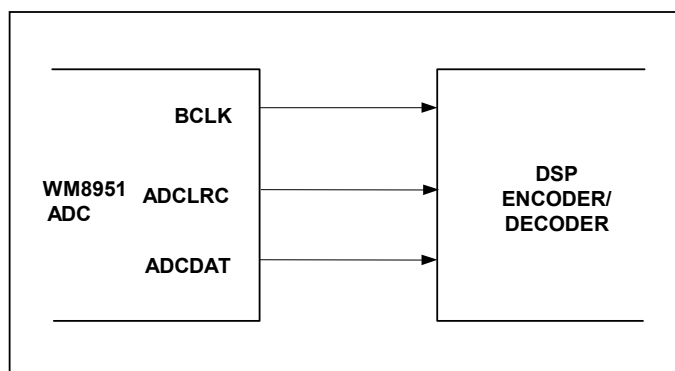 BCLK
WM8951
ADC
ADCLRC
ADCDAT
DSP
ENCODER/
DECODER